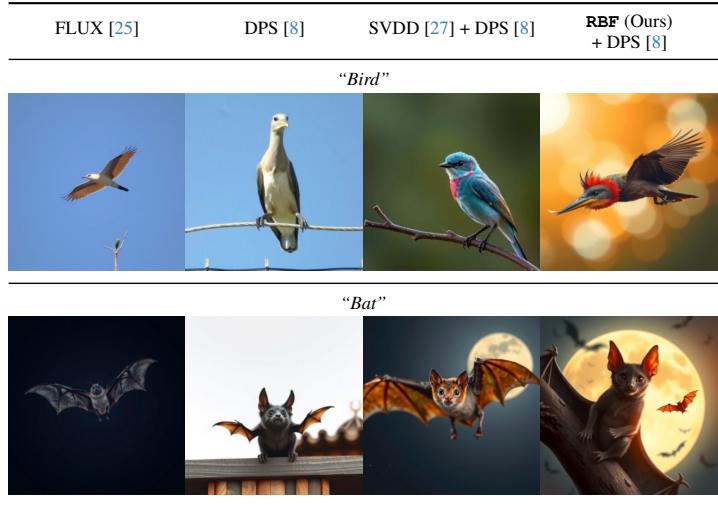 FLUX [25]
DPS [8]
SVDD [27] + DPS [8]
RBF (Ours)
+ DPS [8]
“Bird”
“Bat”